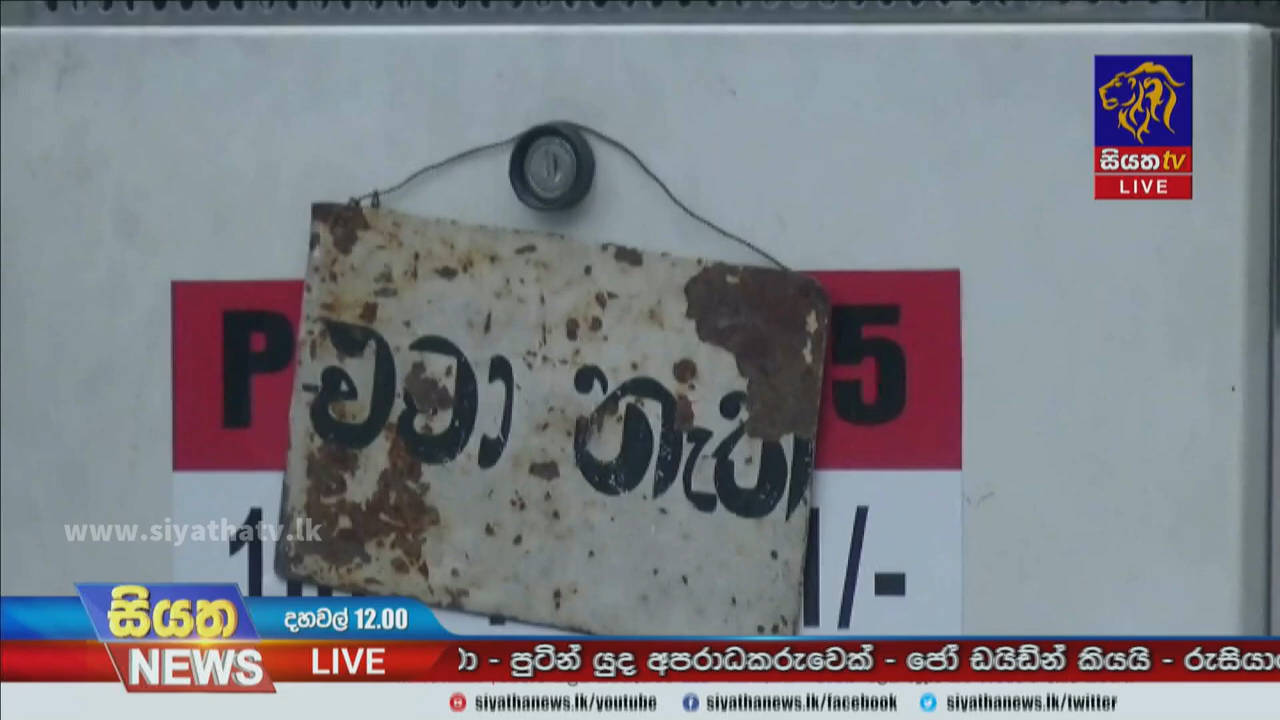 සියත tv
LIVE
P
5
එවා නැත
/-
www.siyathatv.lk
සියත
NEWS
දහවල් 12.00
LIVE
- පුටින් යුද අපරාධකරුවෙක් - ජෝ බයිඩ්න් කියයි -
siyathanews.lk/youtube
siyathanews.lk/facebook
siyathanews.lk/twitter